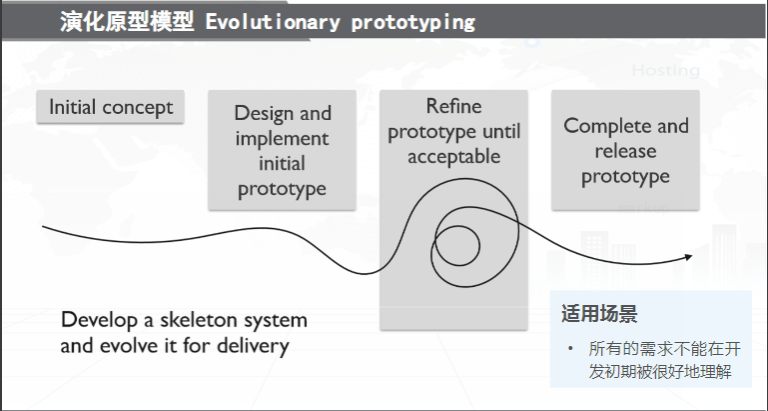 演化原型模型 Evolutionary prototyping
Hosting
Initial concept
Design and
implement
initial
prototype
Refine
prototype until
acceptable
Complete and
release
prototype
Develop a skeleton system
and evolve it for delivery
适用场景
• 所有的需求不能在开
发初期被很好地理解